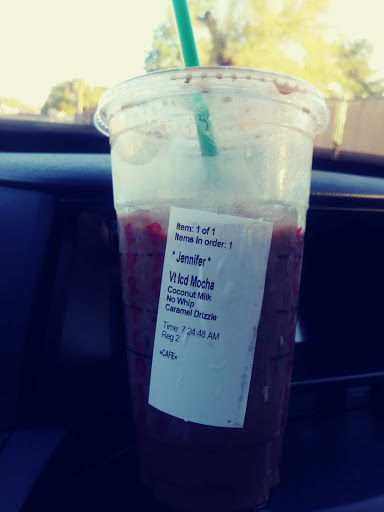 Item: 1 of 1
Items in order: 1
* Jennifer *
Vt Icd Mocha
Coconut Milk
No Whip
Caramel Drizzle
Time: 7:24:48 AM
Reg 2
>CAFE<